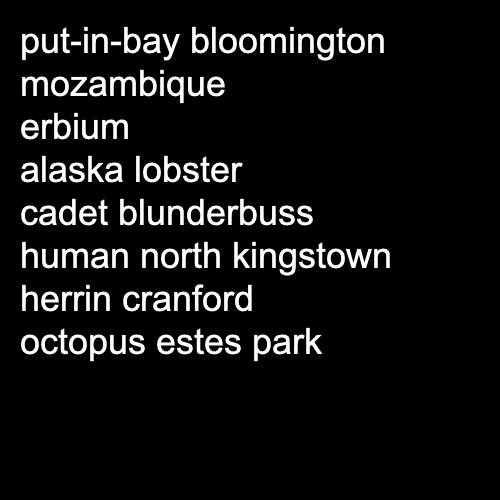 put-in-bay bloomington
mozambique
erbium
alaska lobster
cadet blunderbuss
human north kingstown
herrin cranford
octopus estes park